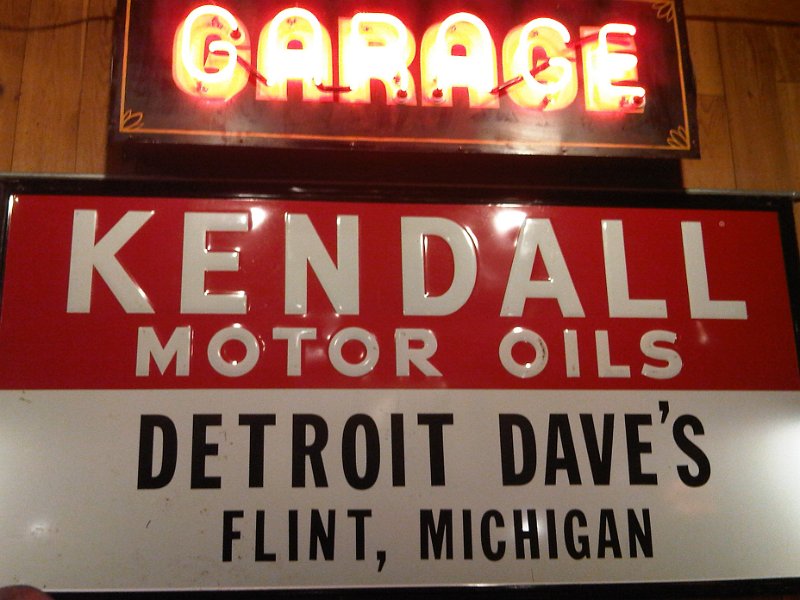 GARAGE
KENDALL
MOTOR OILS
DETROIT DAVE'S
FLINT, MICHIGAN